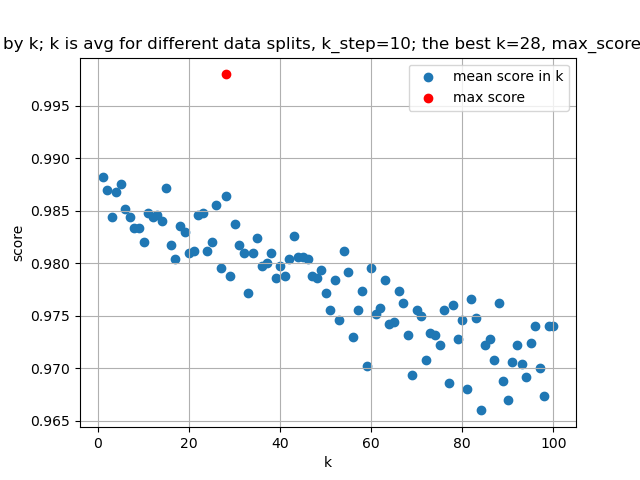 by k; k is avg for different data splits, k_step=10; the best k=28, max_score
mean score in k
max score
0.995
0.990
0.985
0.980
0.975
0.970
0.965
score
0 20 40 60 80 100
k